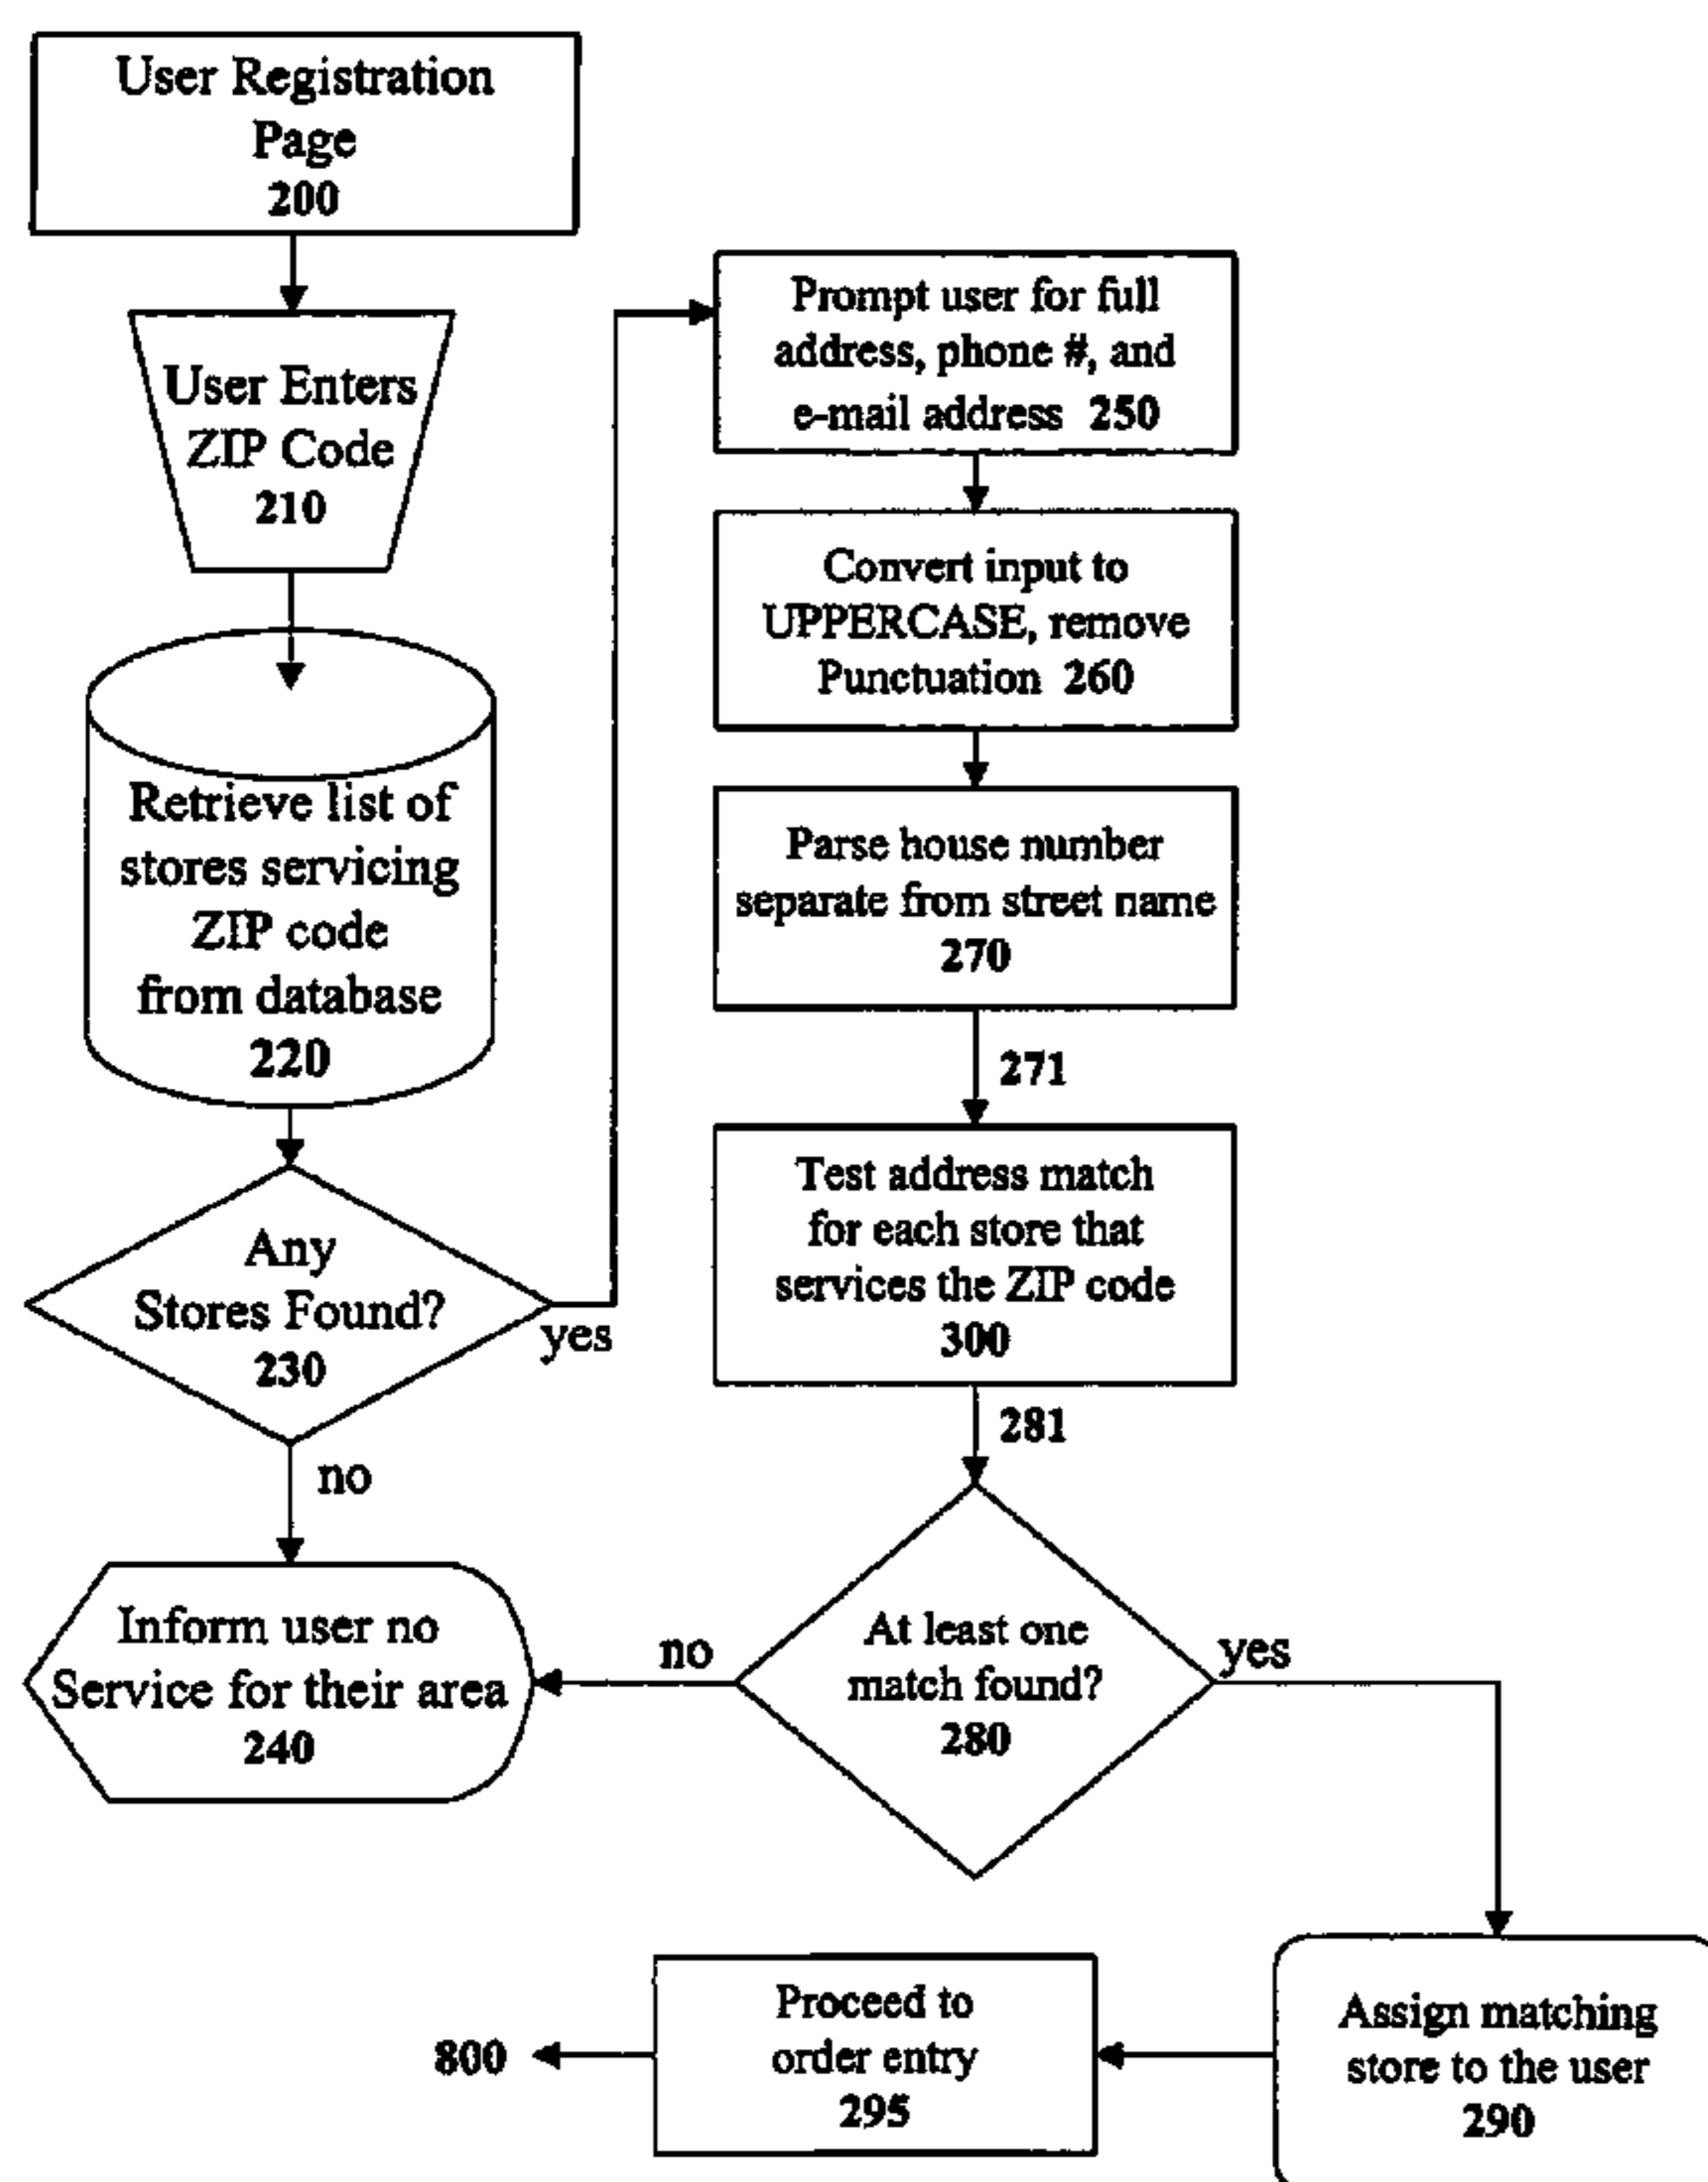 User Registration
Page
200
User Enters
ZIP Code
210
Retrieve list of
stores servicing
ZIP code
from database
220
Any
Stores Found?
230
yes
no
Inform user no
Service for their area
240
Prompt user for full
address, phone #, and
e-mail address 250
Convert input to
UPPERCASE, remove
Punctuation 260
Parse house number
separate from street name
270
271
Test address match
for each store that
services the ZIP code
300
281
At least one
match found?
280
no
yes
Assign matching
store to the user
290
Proceed to
order entry
295
800